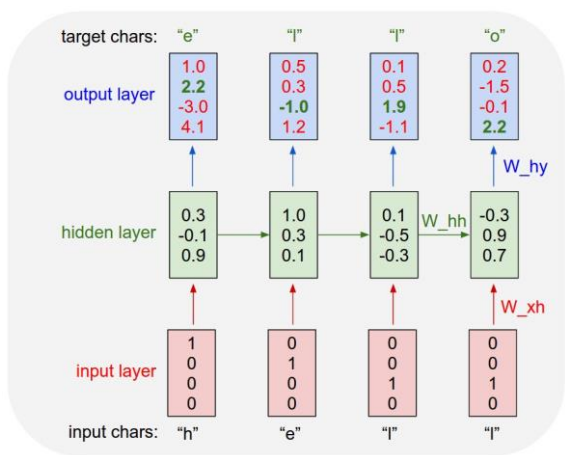 target chars: “e” “l” “l” “o”
output layer
1.0 0.5 0.1 0.2
2.2 0.3 0.5 -1.5
-3.0 -1.0 1.9 -0.1
4.1 1.2 -1.1 2.2
W_hy
hidden layer
0.3 1.0 0.1 -0.3
-0.1 0.3 -0.5 0.9
0.9 0.1 -0.3 0.7
W_hh
W_xh
input layer
1 0 0 0
0 1 0 0
0 0 1 1
0 0 0 0
input chars: “h” “e” “l” “l”